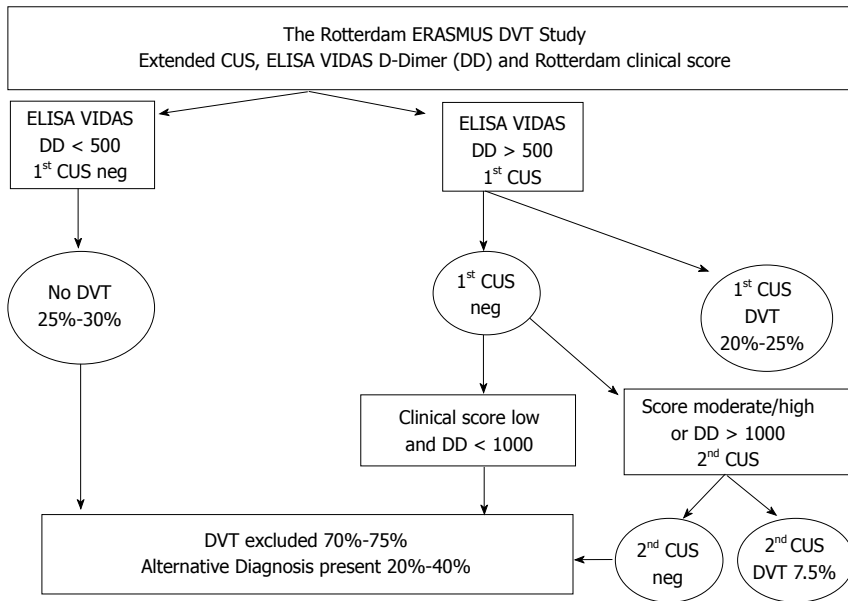 The Rotterdam ERASMUS DVT Study
Extended CUS, ELISA VIDAS D-Dimer (DD) and Rotterdam clinical score
ELISA VIDAS
DD < 500
1st CUS neg
ELISA VIDAS
DD > 500
1st CUS
No DVT
25%-30%
1st CUS
neg
1st CUS
DVT
20%-25%
Clinical score low
and DD < 1000
Score moderate/high
or DD > 1000
2nd CUS
DVT excluded 70%-75%
Alternative Diagnosis present 20%-40%
2nd CUS
neg
2nd CUS
DVT 7.5%